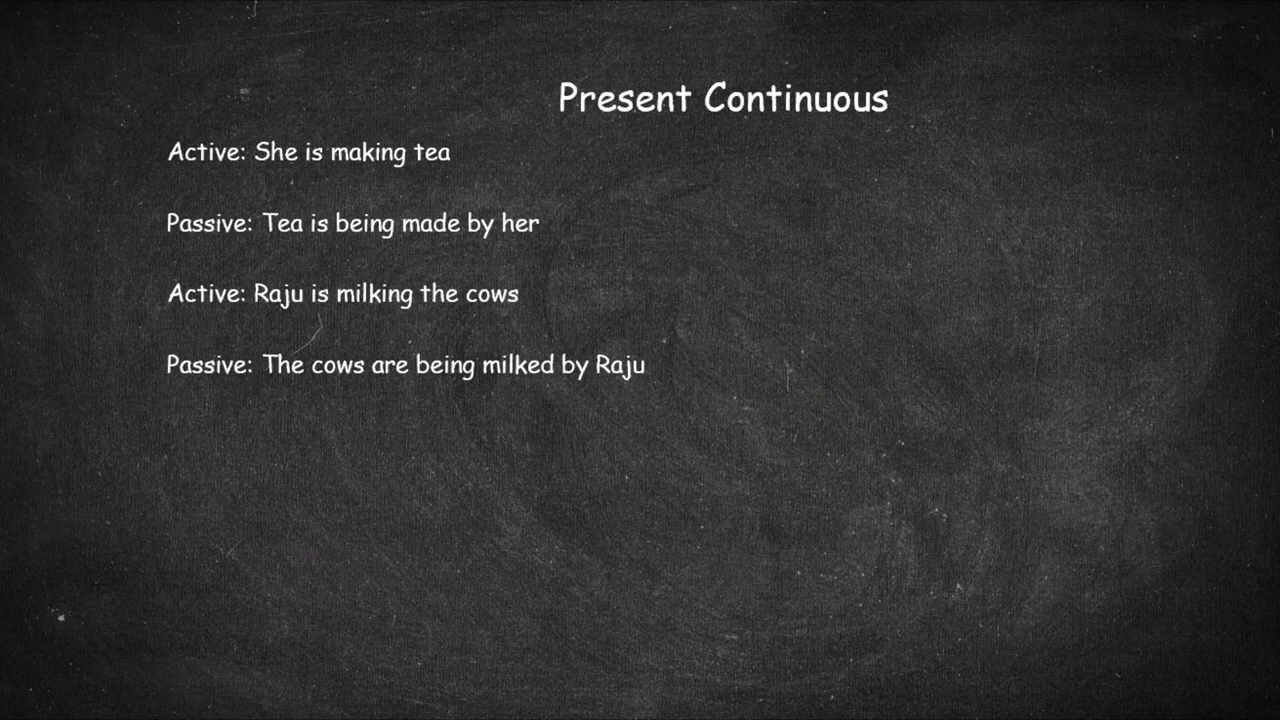 Present Continuous
Active: She is making tea
Passive: Tea is being made by her
Active: Raju is milking the cows
Passive: The cows are being milked by Raju